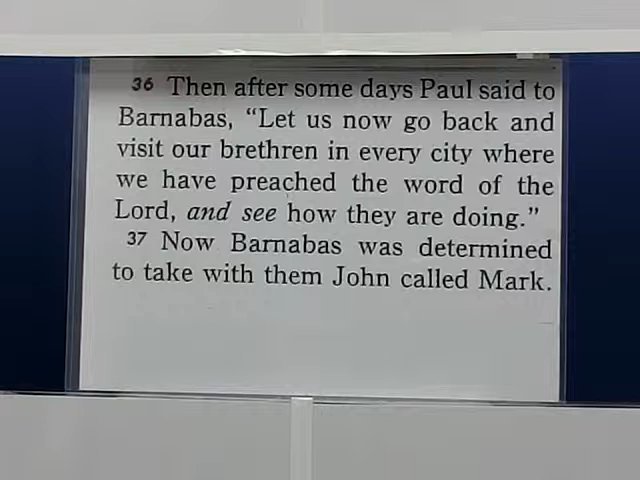 36 Then after some days Paul said to
Barnabas, “Let us now go back and
visit our brethren in every city where
we have preached the word of the
Lord, and see how they are doing.”
37 Now Barnabas was determined
to take with them John called Mark.